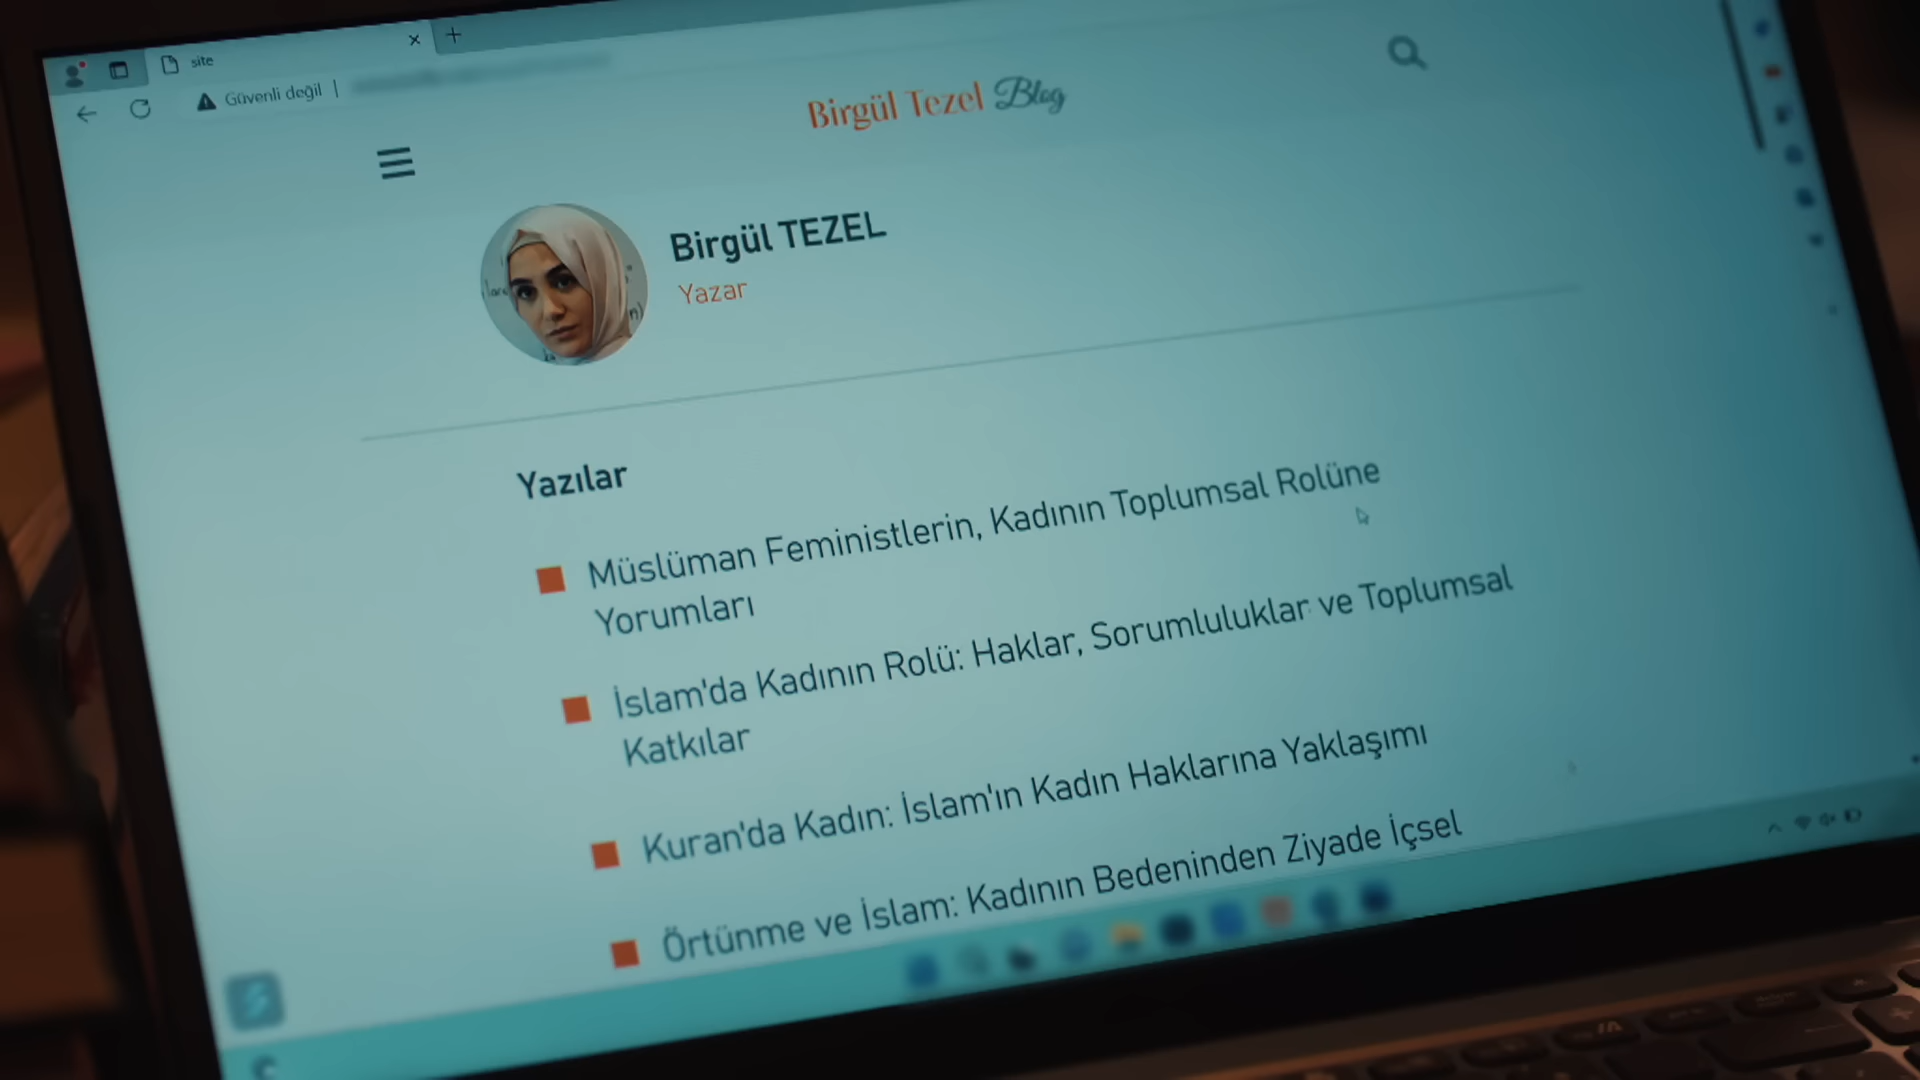 site
Güvenli değil
Birgül Tezel Blog
Birgül TEZEL
Yazar
Yazılar
Müslüman Feministlerin, Kadının Toplumsal Rolüne
Yorumları
İslam'da Kadının Rolü: Haklar, Sorumluluklar ve Toplumsal
Katkılar
Kuran'da Kadın: İslam'ın Kadın Haklarına Yaklaşımı
Örtünme ve İslam: Kadının Bedeninden Ziyade İçsel